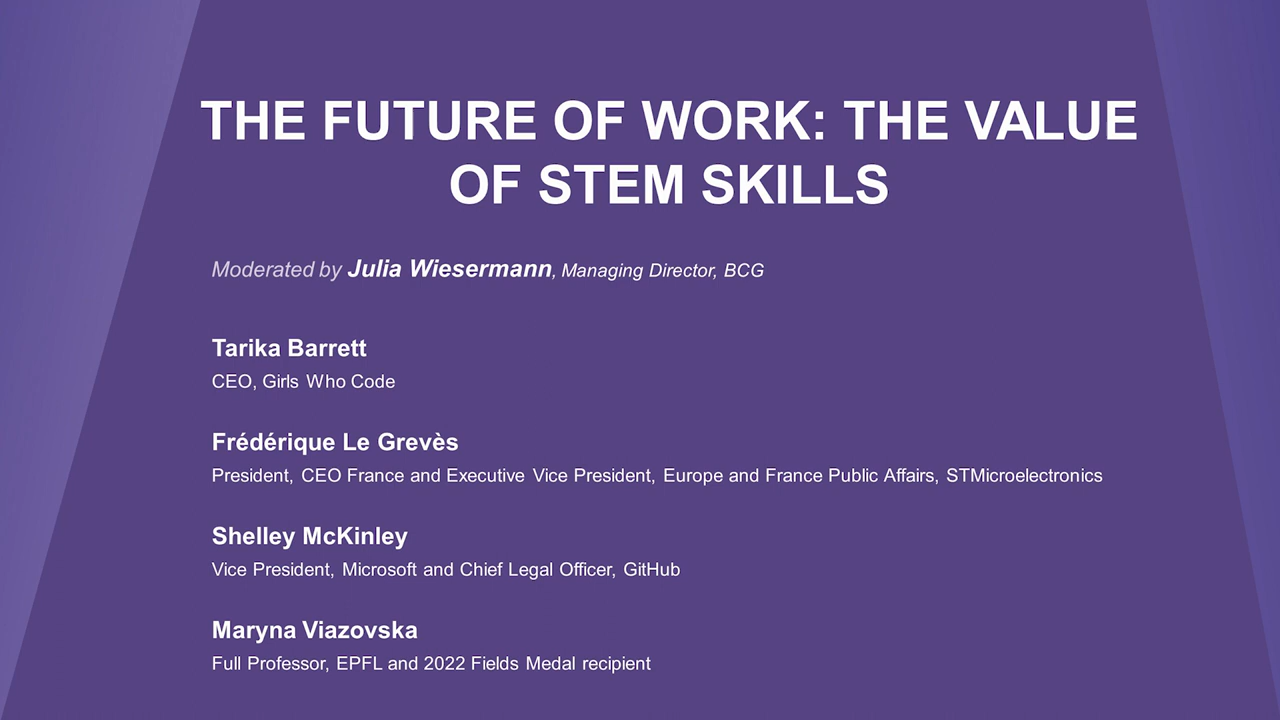 THE FUTURE OF WORK: THE VALUE
OF STEM SKILLS
Moderated by Julia Wiesermann, Managing Director, BCG
Tarika Barrett
CEO, Girls Who Code
Frédérique Le Grevès
President, CEO France and Executive Vice President, Europe and France Public Affairs, STMicroelectronics
Shelley McKinley
Vice President, Microsoft and Chief Legal Officer, GitHub
Maryna Viazovska
Full Professor, EPFL and 2022 Fields Medal recipient